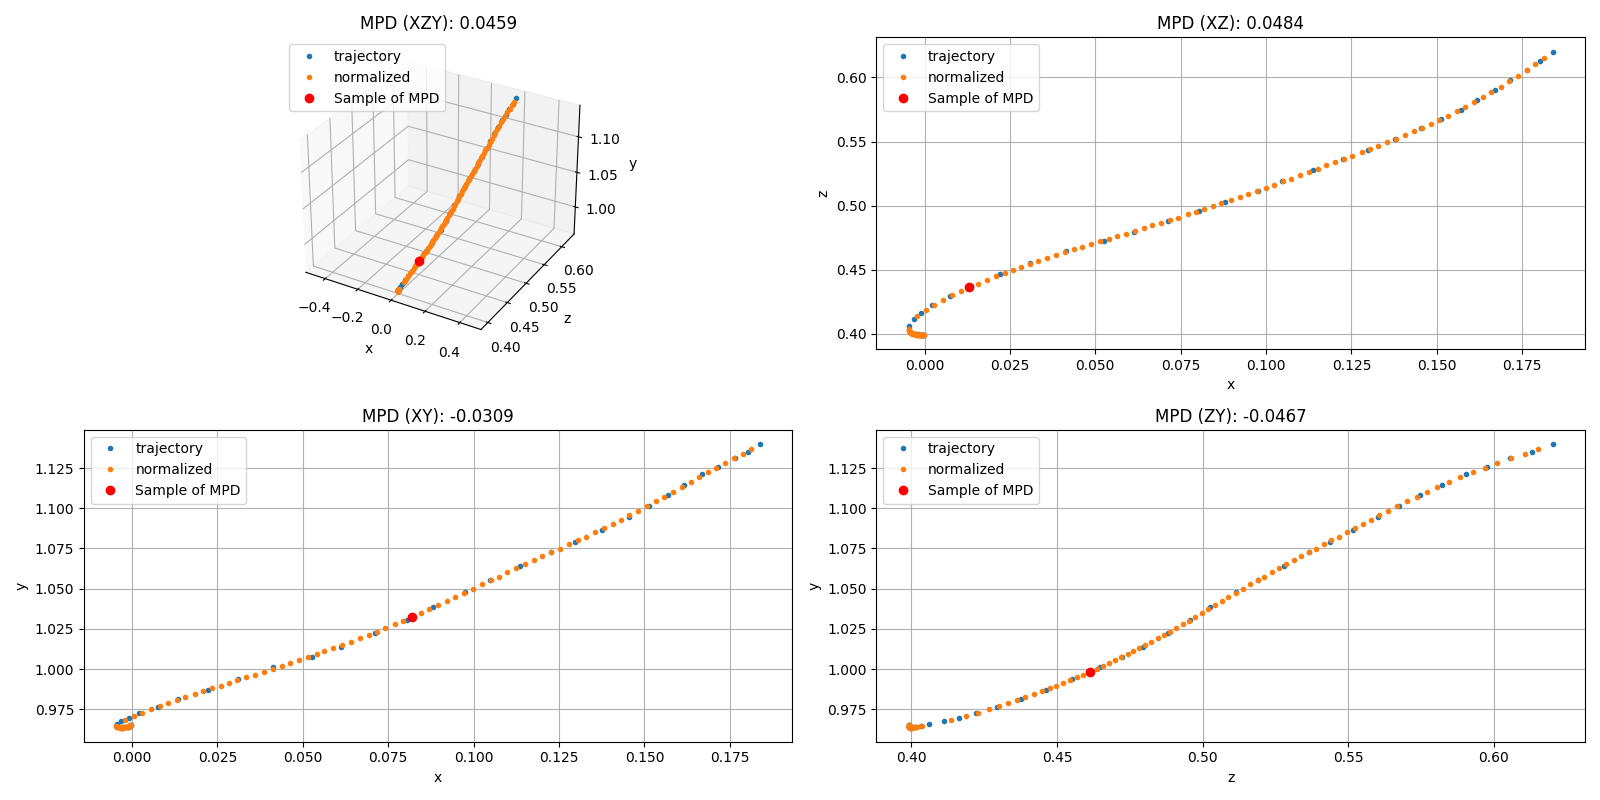 MPD (XZY): 0.0459
trajectory
normalized
Sample of MPD
1.10
1.05
1.00
y
0.60
0.55
0.50
0.45
0.40
z
−0.4
−0.2
0.0
0.2
0.4
x
MPD (XZ): 0.0484
trajectory
normalized
Sample of MPD
0.60
0.55
0.50
0.45
0.40
z
0.000 0.025 0.050 0.075 0.100 0.125 0.150 0.175
x
MPD (XY): -0.0309
trajectory
normalized
Sample of MPD
1.125
1.100
1.075
1.050
1.025
1.000
0.975
y
0.000 0.025 0.050 0.075 0.100 0.125 0.150 0.175
x
MPD (ZY): -0.0467
trajectory
normalized
Sample of MPD
1.125
1.100
1.075
1.050
1.025
1.000
0.975
y
0.40 0.45 0.50 0.55 0.60
z